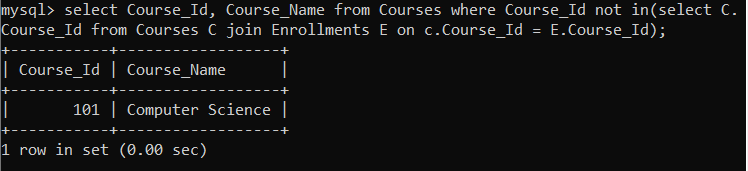 mysql> select Course_Id, Course_Name from Courses where Course_Id not in(select C.
Course_Id from Courses C join Enrollments E on c.Course_Id = E.Course_Id);
+-----------+------------------+
| Course_Id | Course_Name      |
+-----------+------------------+
|       101 | Computer Science |
+-----------+------------------+
1 row in set (0.00 sec)